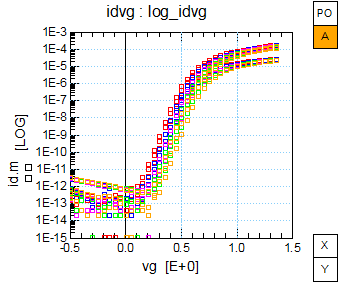 idvg : log_idvg
PO
A
1E-3
1E-4
1E-5
1E-6
1E-7
1E-8
1E-9
1E-10
1E-11
1E-12
1E-13
1E-14
1E-15
id.m [LOG]
-0.5 0.0 0.5 1.0 1.5
vg [E+0]
X
Y